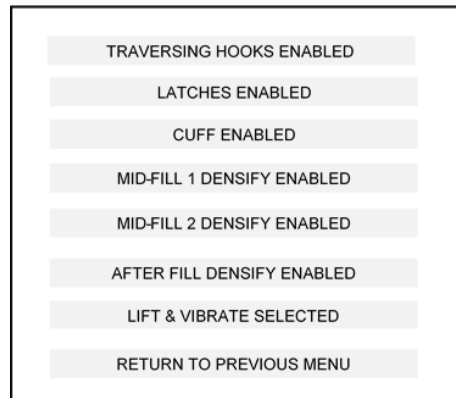 TRAVERSING HOOKS ENABLED
LATCHES ENABLED
CUFF ENABLED
MID-FILL 1 DENSIFY ENABLED
MID-FILL 2 DENSIFY ENABLED
AFTER FILL DENSIFY ENABLED
LIFT & VIBRATE SELECTED
RETURN TO PREVIOUS MENU